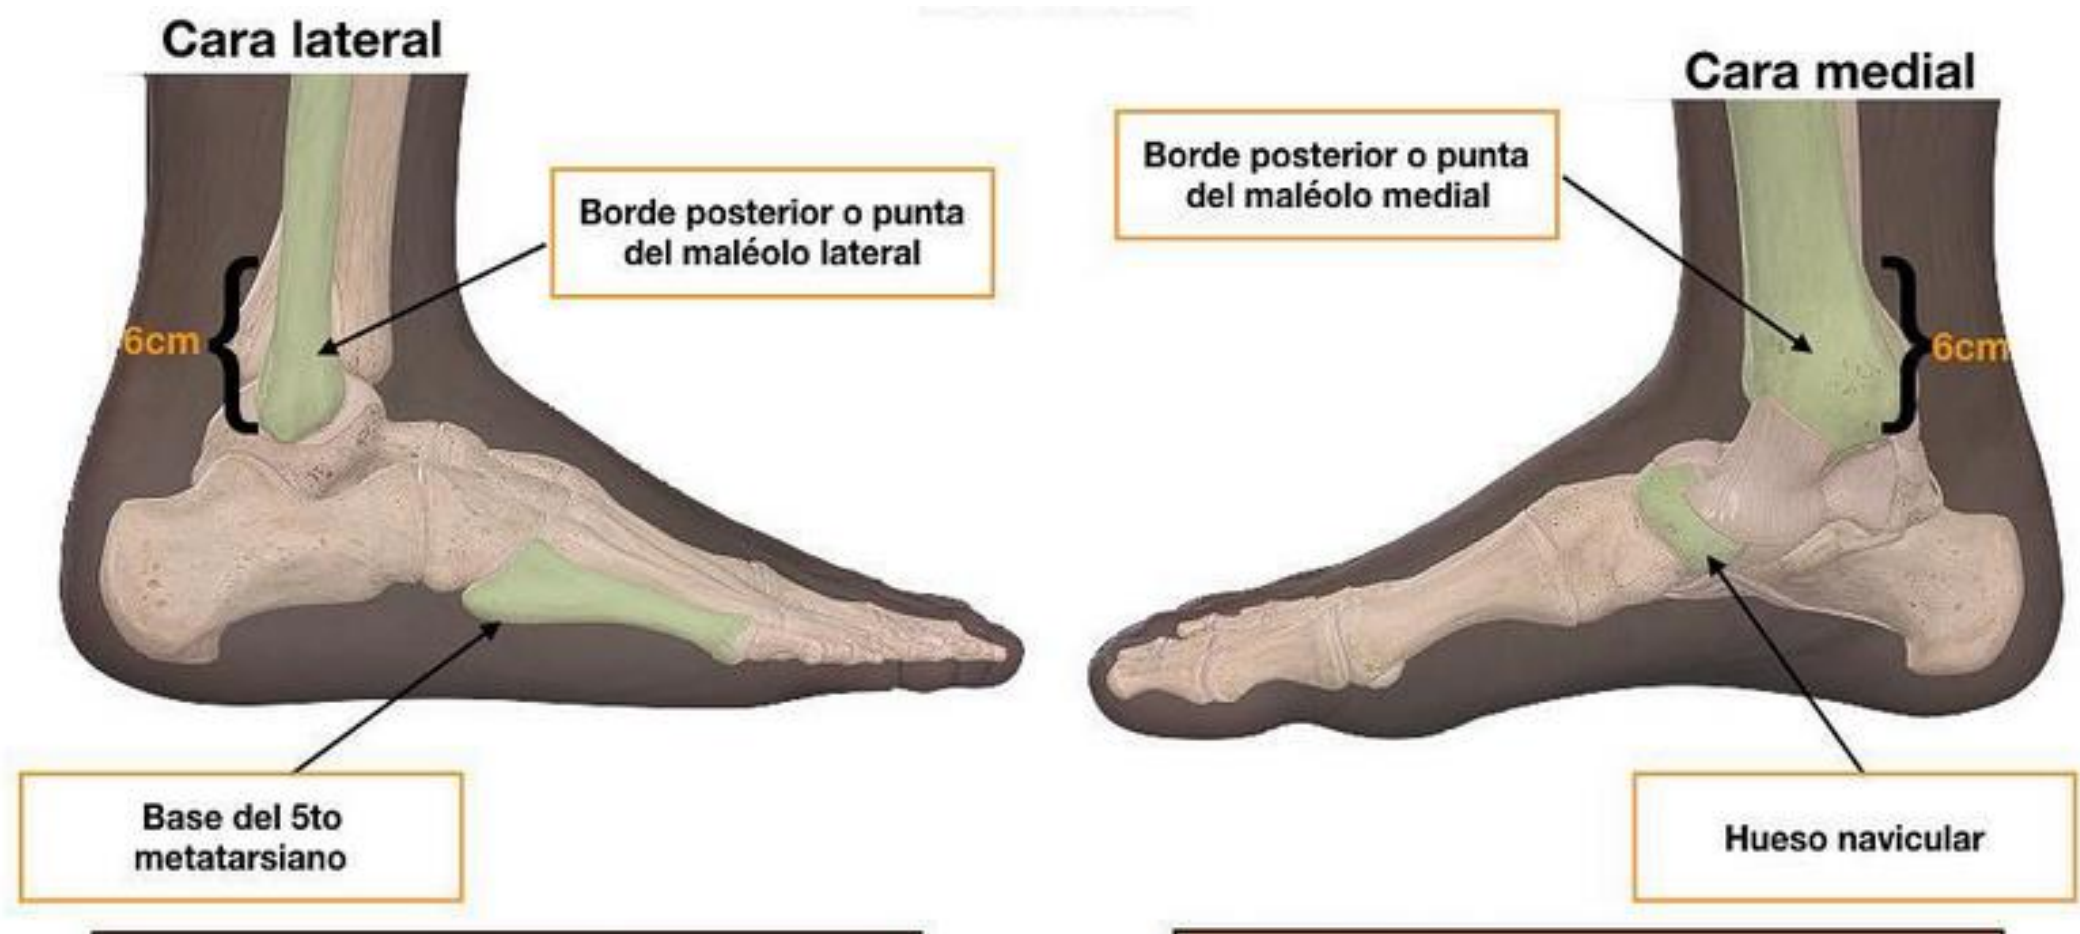 Cara lateral
Cara medial
Borde posterior o punta
del maléolo lateral
Borde posterior o punta
del maléolo medial
6cm
6cm
Base del 5to
metatarsiano
Hueso navicular